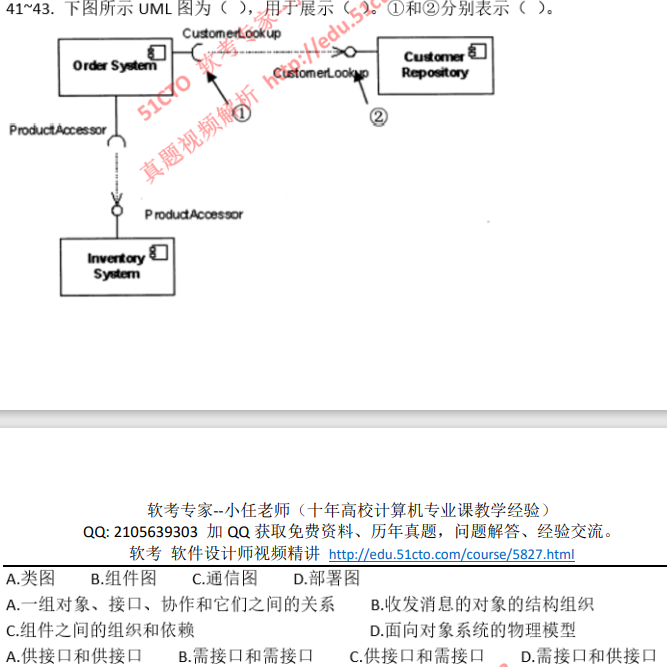 41~43. 下图所示 UML 图为（ ），用于展示（ ）。①和②分别表示（ ）。
CustomerLookup
Order System
Customer Repository
CustomerLookup
①
②
ProductAccessor
ProductAccessor
Inventory System
51CTO 软考专家
真题视频解析 http://edu.51c
软考专家--小任老师（十年高校计算机专业课教学经验）
QQ: 2105639303 加 QQ 获取免费资料、历年真题，问题解答、经验交流。
软考 软件设计师视频精讲 http://edu.51cto.com/course/5827.html
A.类图 B.组件图 C.通信图 D.部署图
A.一组对象、接口、协作和它们之间的关系 B.收发消息的对象的结构组织
C.组件之间的组织和依赖 D.面向对象系统的物理模型
A.供接口和供接口 B.需接口和需接口 C.供接口和需接口 D.需接口和供接口